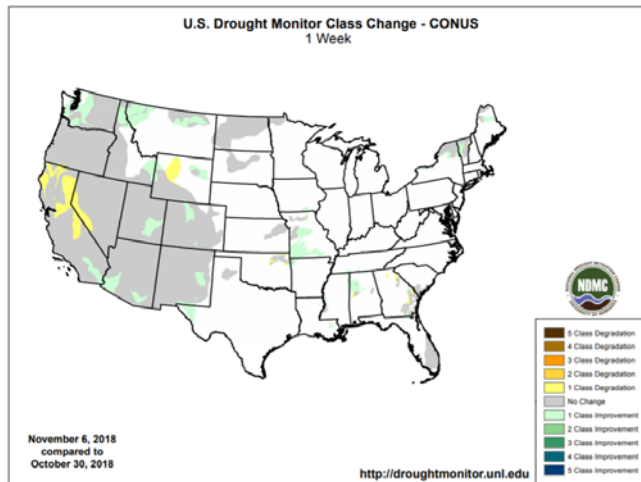 U.S. Drought Monitor Class Change - CONUS
1 Week
NDMC
5 Class Degradation
4 Class Degradation
3 Class Degradation
2 Class Degradation
1 Class Degradation
No Change
1 Class Improvement
2 Class Improvement
3 Class Improvement
4 Class Improvement
5 Class Improvement
November 6, 2018
compared to
October 30, 2018
http://droughtmonitor.unl.edu